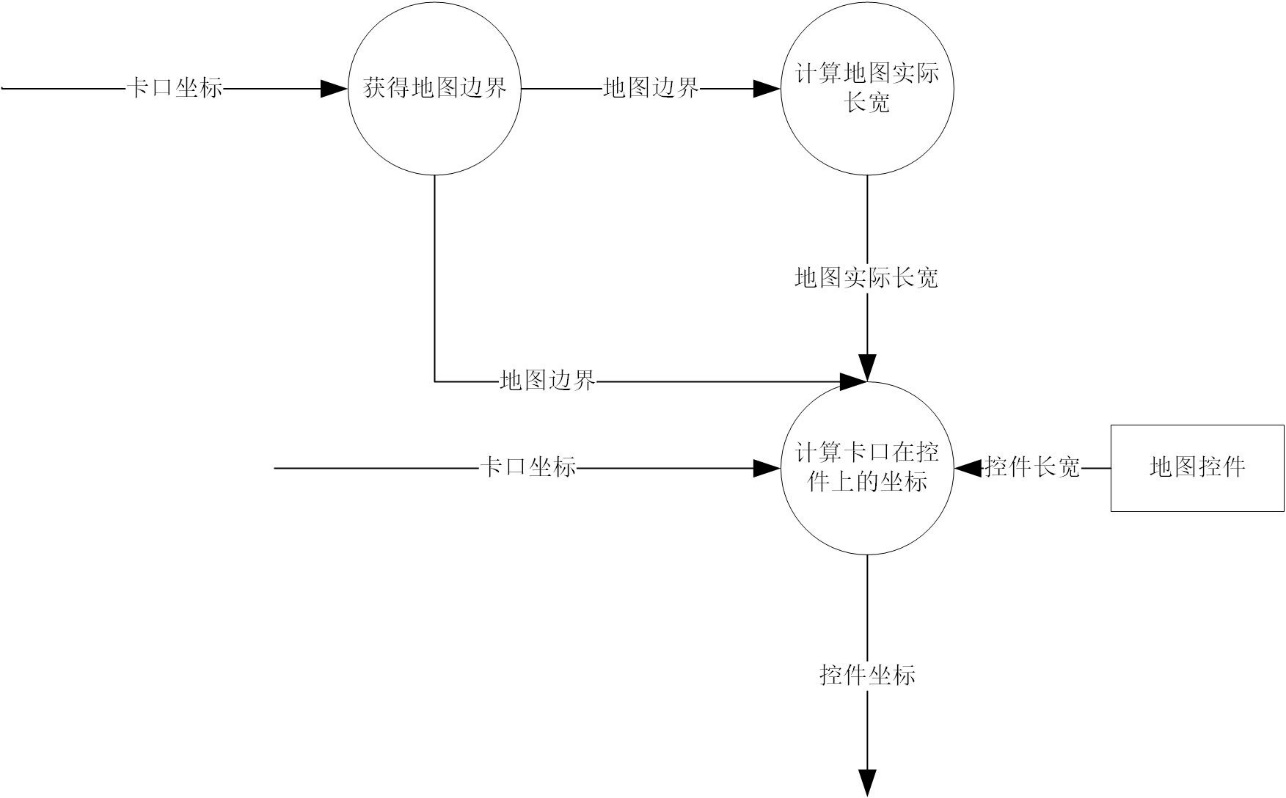 卡口坐标
获得地图边界
地图边界
计算地图实际
长宽
地图实际长宽
地图边界
卡口坐标
计算卡口在控
件上的坐标
控件长宽
地图控件
控件坐标